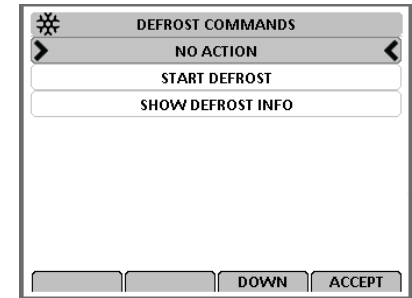 DEFROST COMMANDS
NO ACTION
START DEFROST
SHOW DEFROST INFO
DOWN ACCEPT